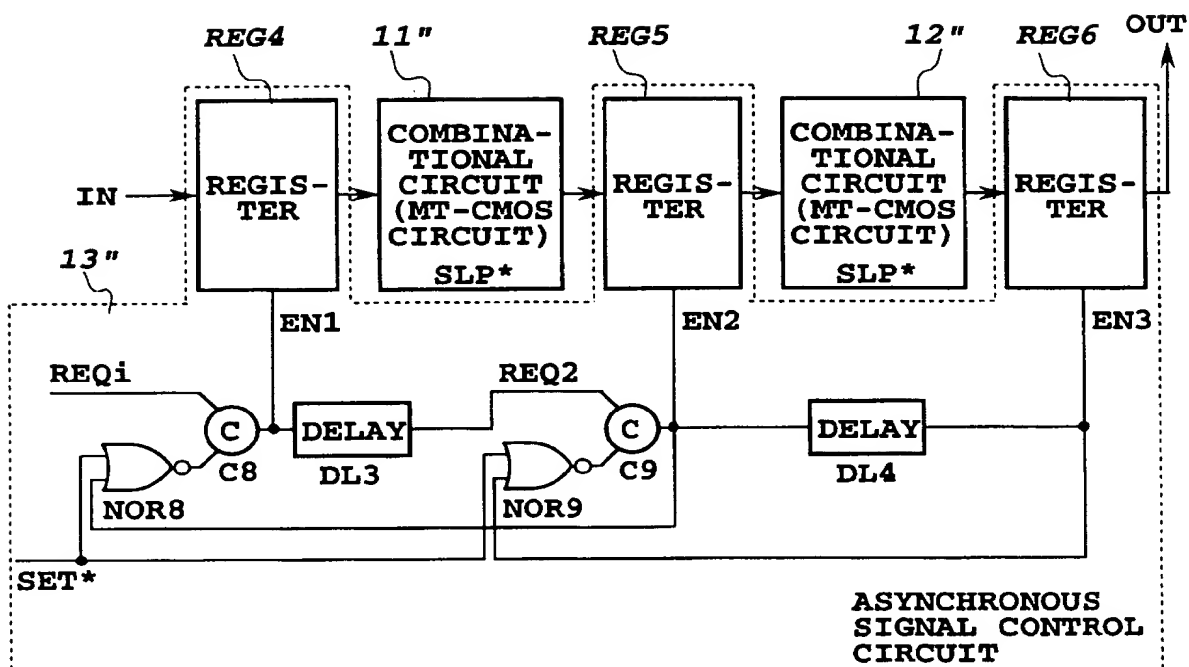 REG4
11"
REG5
12"
REG6
OUT
IN
REGIS-
TER
COMBINA-
TIONAL
CIRCUIT
(MT-CMOS
CIRCUIT)
SLP*
REGIS-
TER
COMBINA-
TIONAL
CIRCUIT
(MT-CMOS
CIRCUIT)
SLP*
REGIS-
TER
13"
EN1
EN2
EN3
REQi
C
C8
DELAY
DL3
REQ2
C
C9
DELAY
DL4
NOR8
NOR9
SET*
ASYNCHRONOUS
SIGNAL CONTROL
CIRCUIT